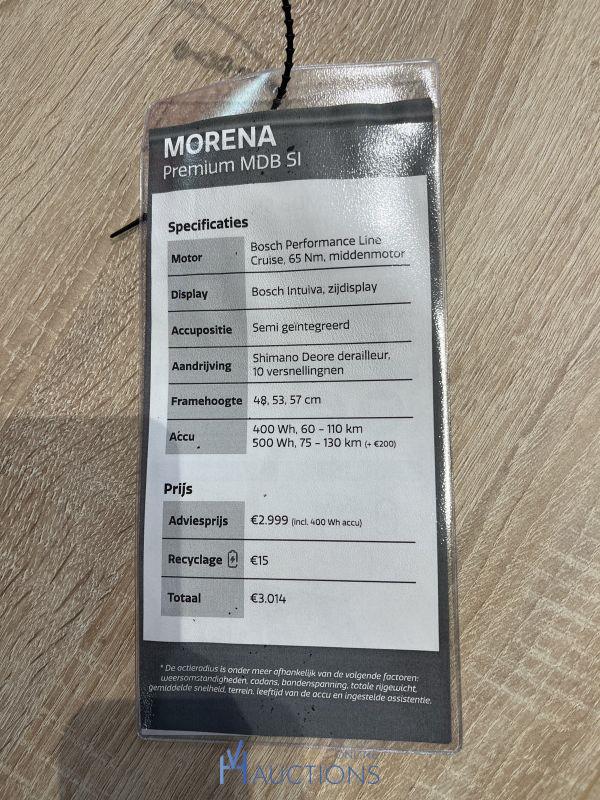 MORENA
Premium MDB SI
Specificaties
Motor
Bosch Performance Line
Cruise, 65 Nm, middenmotor
Display
Bosch Intuiva, zijdisplay
Accupositie
Semi geïntegreerd
Aandrijving
Shimano Deore derailleur,
10 versnellingnen
Framehoogte
48, 53, 57 cm
Accu
400 Wh, 60 - 110 km
500 Wh, 75 - 130 km (+ €200)
Prijs
Adviesprijs
€2.999 (incl. 400 Wh accu)
Recyclage
€15
Totaal
€3.014
* De actieradius is onder meer afhankelijk van de volgende factoren:
weersomstandigheden, cadans, bandenspanning, totale rijgewicht,
gemiddelde snelheid, terrein, leeftijd van de accu en ingestelde assistentie.
AUCTIONS